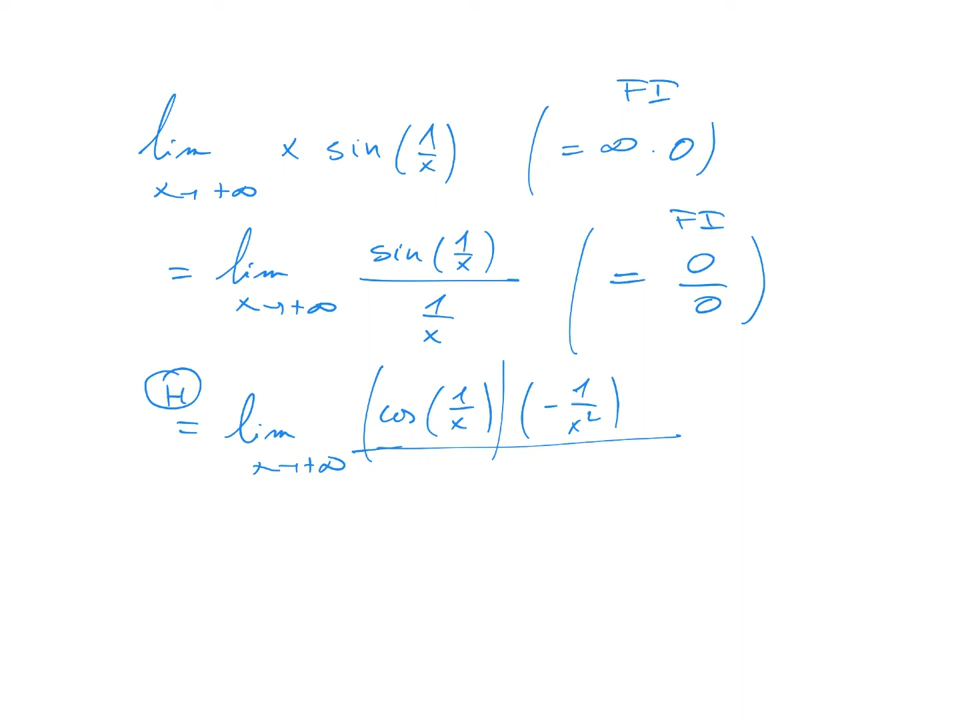 FI
lim x sin(1/x) (= ∞ · 0)
x→+∞
FI
= lim sin(1/x) / (1/x) (= 0/0)
x→+∞
H
= lim (cos(1/x)) (-1/x²)
x→+∞